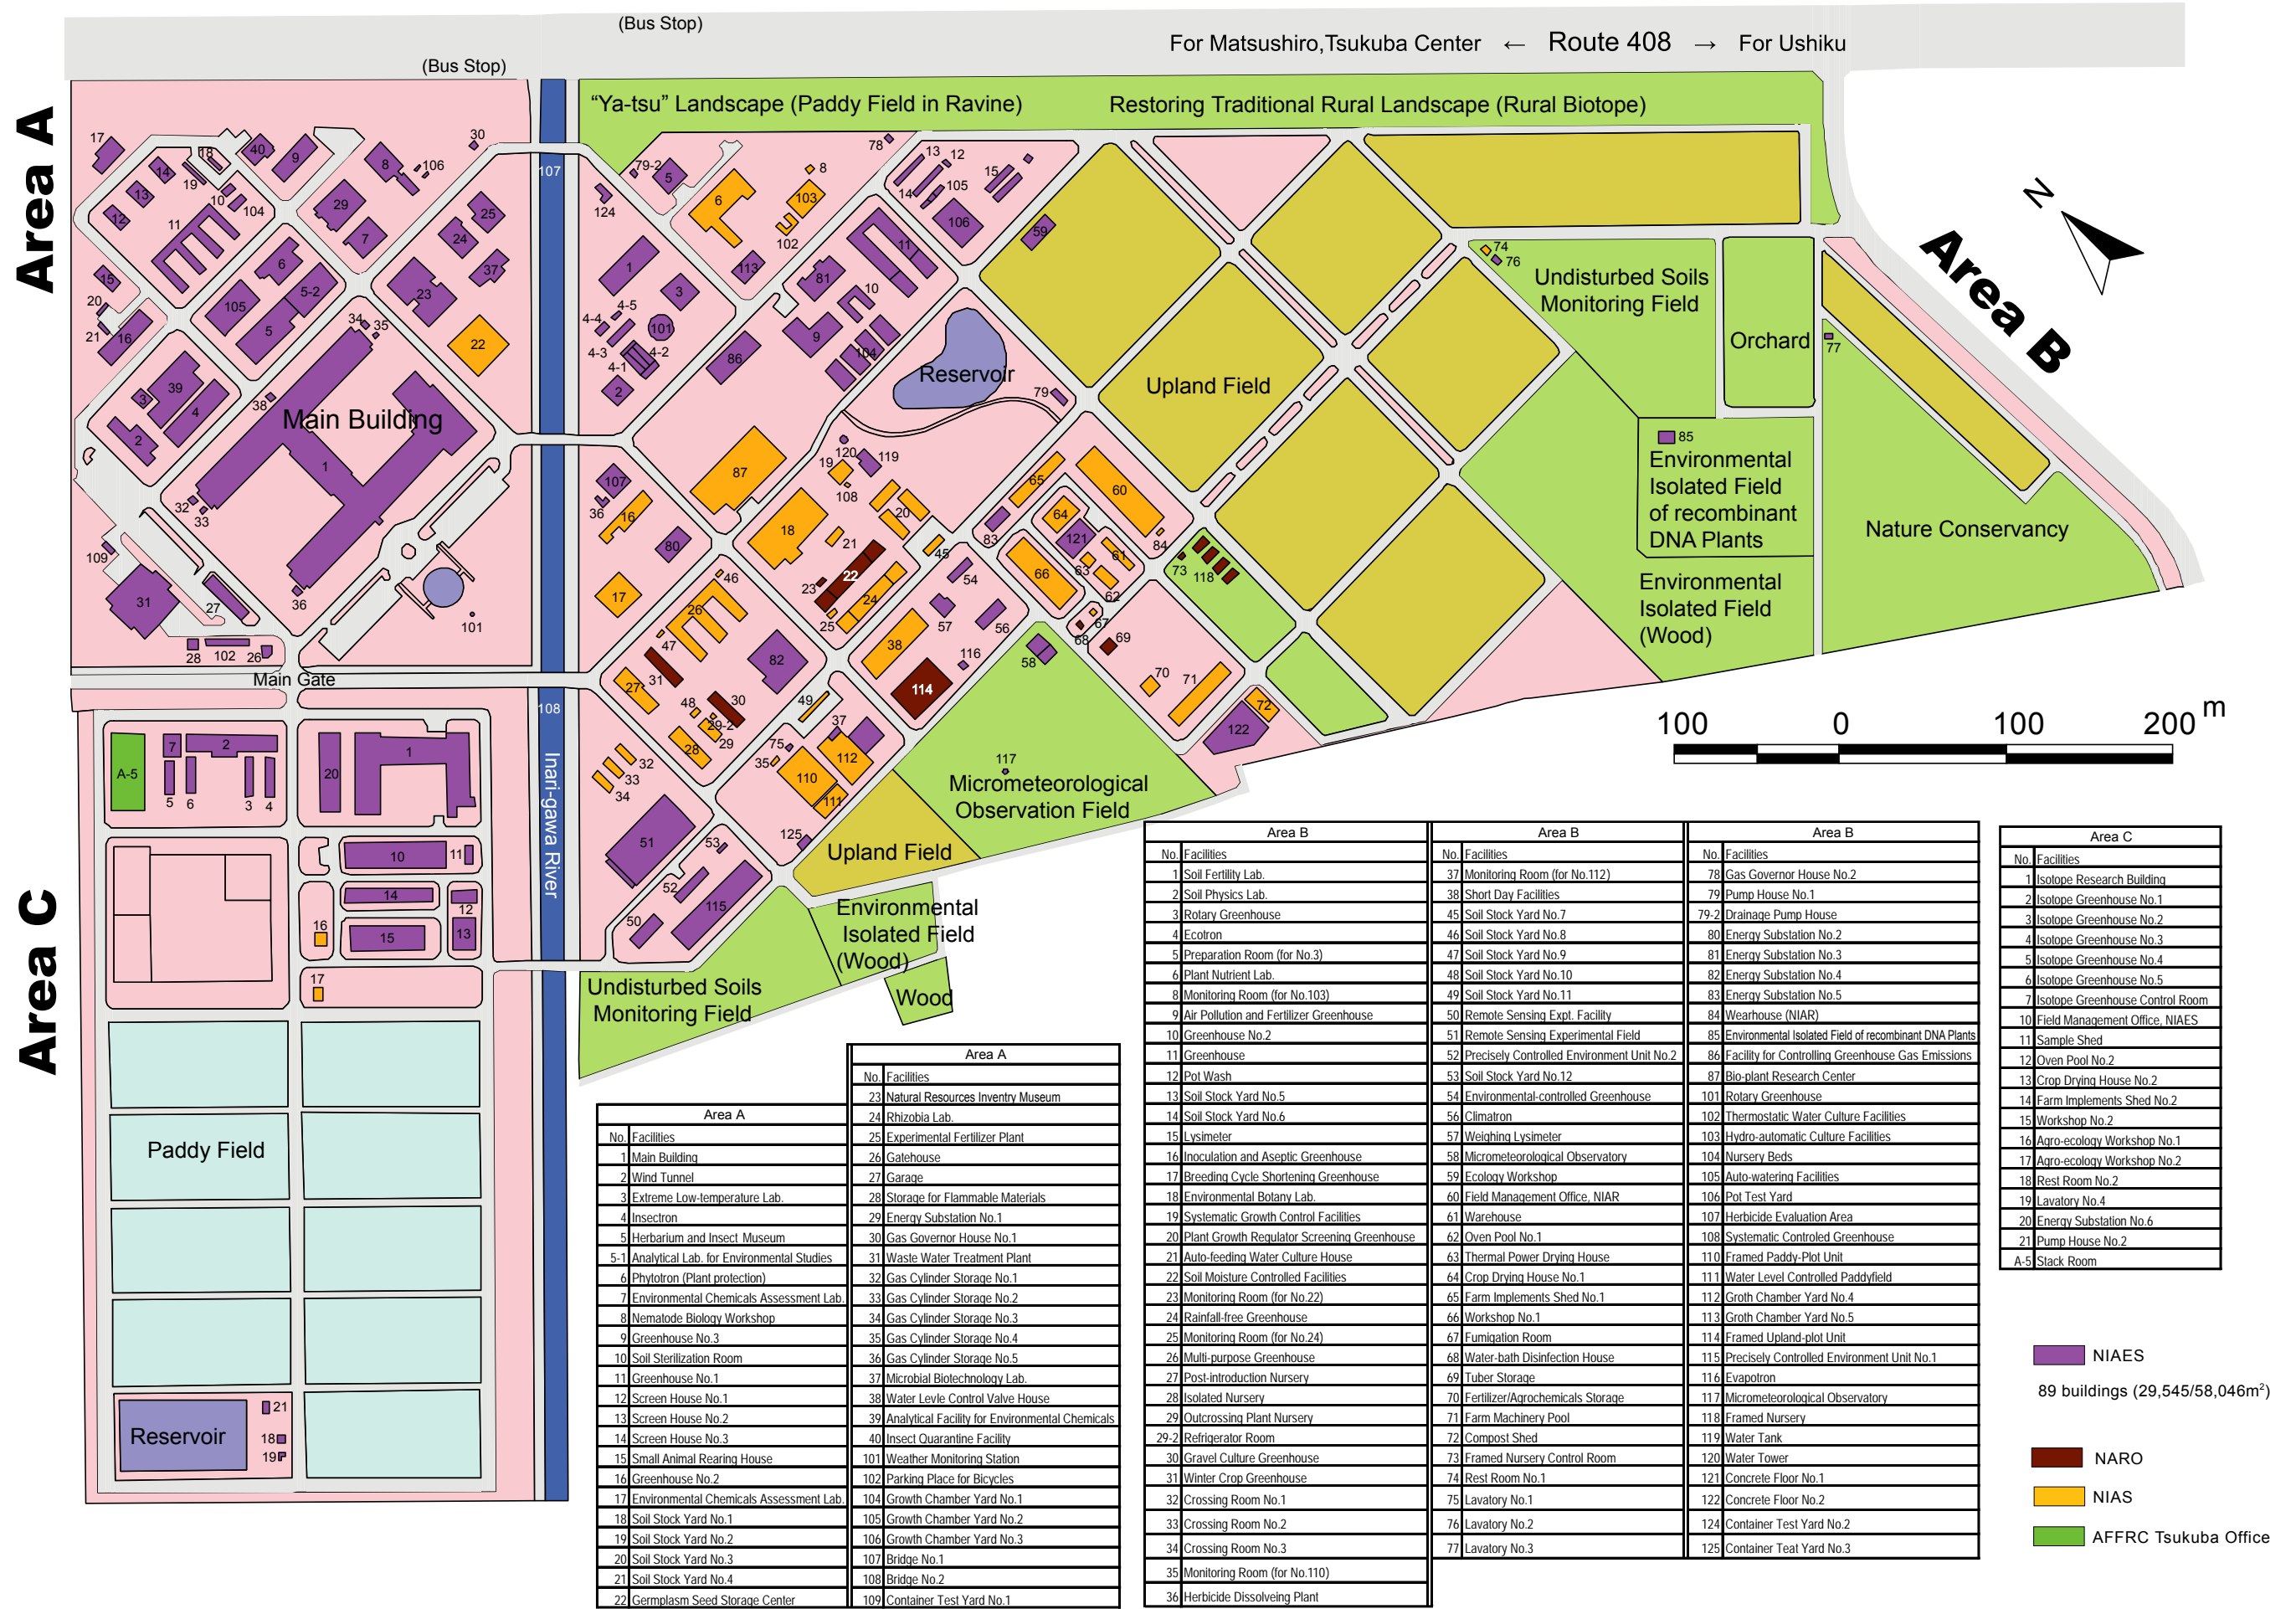 (Bus Stop)
For Matsushiro,Tsukuba Center ← Route 408 → For Ushiku
(Bus Stop)
Area A
"Ya-tsu" Landscape (Paddy Field in Ravine)
Restoring Traditional Rural Landscape (Rural Biotope)
N
Area B
107
Undisturbed Soils
Monitoring Field
Orchard
Reservoir
Upland Field
Main Building
Environmental
Isolated Field
of recombinant
DNA Plants
Nature Conservancy
Environmental
Isolated Field
(Wood)
Main Gate
108
Inari-gawa River
100 0 100 200 m
Micrometeorological
Observation Field
Upland Field
Environmental
Isolated Field
(Wood)
Wood
Undisturbed Soils
Monitoring Field
Area C
Paddy Field
Reservoir
Area A
No. Facilities
1 Main Building
2 Wind Tunnel
3 Extreme Low-temperature Lab.
4 Insectron
5 Herbarium and Insect Museum
5-1 Analytical Lab. for Environmental Studies
6 Phytotron (Plant protection)
7 Environmental Chemicals Assessment Lab.
8 Nematode Biology Workshop
9 Greenhouse No.3
10 Soil Sterilization Room
11 Greenhouse No.1
12 Screen House No.1
13 Screen House No.2
14 Screen House No.3
15 Small Animal Rearing House
16 Greenhouse No.2
17 Environmental Chemicals Assessment Lab.
18 Soil Stock Yard No.1
19 Soil Stock Yard No.2
20 Soil Stock Yard No.3
21 Soil Stock Yard No.4
22 Germplasm Seed Storage Center
Area A
No. Facilities
23 Natural Resources Inventry Museum
24 Rhizobia Lab.
25 Experimental Fertilizer Plant
26 Gatehouse
27 Garage
28 Storage for Flammable Materials
29 Energy Substation No.1
30 Gas Governor House No.1
31 Waste Water Treatment Plant
32 Gas Cylinder Storage No.1
33 Gas Cylinder Storage No.2
34 Gas Cylinder Storage No.3
35 Gas Cylinder Storage No.4
36 Gas Cylinder Storage No.5
37 Microbial Biotechnology Lab.
38 Water Levle Control Valve House
39 Analytical Facility for Environmental Chemicals
40 Insect Quarantine Facility
101 Weather Monitoring Station
102 Parking Place for Bicycles
104 Growth Chamber Yard No.1
105 Growth Chamber Yard No.2
106 Growth Chamber Yard No.3
107 Bridge No.1
108 Bridge No.2
109 Container Test Yard No.1
Area B
No. Facilities
1 Soil Fertility Lab.
2 Soil Physics Lab.
3 Rotary Greenhouse
4 Ecotron
5 Preparation Room (for No.3)
6 Plant Nutrient Lab.
8 Monitoring Room (for No.103)
9 Air Pollution and Fertilizer Greenhouse
10 Greenhouse No.2
11 Greenhouse
12 Pot Wash
13 Soil Stock Yard No.5
14 Soil Stock Yard No.6
15 Lysimeter
16 Inoculation and Aseptic Greenhouse
17 Breeding Cycle Shortening Greenhouse
18 Environmental Botany Lab.
19 Systematic Growth Control Facilities
20 Plant Growth Regulator Screening Greenhouse
21 Auto-feeding Water Culture House
22 Soil Moisture Controlled Facilities
23 Monitoring Room (for No.22)
24 Rainfall-free Greenhouse
25 Monitoring Room (for No.24)
26 Multi-purpose Greenhouse
27 Post-introduction Nursery
28 Isolated Nursery
29 Outcrossing Plant Nursery
29-2 Refrigerator Room
30 Gravel Culture Greenhouse
31 Winter Crop Greenhouse
32 Crossing Room No.1
33 Crossing Room No.2
34 Crossing Room No.3
35 Monitoring Room (for No.110)
36 Herbicide Dissolveing Plant
Area B
No. Facilities
37 Monitoring Room (for No.112)
38 Short Day Facilities
45 Soil Stock Yard No.7
46 Soil Stock Yard No.8
47 Soil Stock Yard No.9
48 Soil Stock Yard No.10
49 Soil Stock Yard No.11
50 Remote Sensing Expt. Facility
51 Remote Sensing Experimental Field
52 Precisely Controlled Environment Unit No.2
53 Soil Stock Yard No.12
54 Environmental-controlled Greenhouse
56 Climatron
57 Weighing Lysimeter
58 Micrometeorological Observatory
59 Ecology Workshop
60 Field Management Office, NIAR
61 Warehouse
62 Oven Pool No.1
63 Thermal Power Drying House
64 Crop Drying House No.1
65 Farm Implements Shed No.1
66 Workshop No.1
67 Fumigation Room
68 Water-bath Disinfection House
69 Tuber Storage
70 Fertilizer/Agrochemicals Storage
71 Farm Machinery Pool
72 Compost Shed
73 Framed Nursery Control Room
74 Rest Room No.1
75 Lavatory No.1
76 Lavatory No.2
77 Lavatory No.3
Area B
No. Facilities
78 Gas Governor House No.2
79 Pump House No.1
79-2 Drainage Pump House
80 Energy Substation No.2
81 Energy Substation No.3
82 Energy Substation No.4
83 Energy Substation No.5
84 Wearhouse (NIAR)
85 Environmental Isolated Field of recombinant DNA Plants
86 Facility for Controlling Greenhouse Gas Emissions
87 Bio-plant Research Center
101 Rotary Greenhouse
102 Thermostatic Water Culture Facilities
103 Hydro-automatic Culture Facilities
104 Nursery Beds
105 Auto-watering Facilities
106 Pot Test Yard
107 Herbicide Evaluation Area
108 Systematic Controled Greenhouse
110 Framed Paddy-Plot Unit
111 Water Level Controlled Paddyfield
112 Groth Chamber Yard No.4
113 Groth Chamber Yard No.5
114 Framed Upland-plot Unit
115 Precisely Controlled Environment Unit No.1
116 Evapotron
117 Micrometeorological Observatory
118 Framed Nursery
119 Water Tank
120 Water Tower
121 Concrete Floor No.1
122 Concrete Floor No.2
124 Container Test Yard No.2
125 Container Teat Yard No.3
Area C
No. Facilities
1 Isotope Research Building
2 Isotope Greenhouse No.1
3 Isotope Greenhouse No.2
4 Isotope Greenhouse No.3
5 Isotope Greenhouse No.4
6 Isotope Greenhouse No.5
7 Isotope Greenhouse Control Room
10 Field Management Office, NIAES
11 Sample Shed
12 Oven Pool No.2
13 Crop Drying House No.2
14 Farm Implements Shed No.2
15 Workshop No.2
16 Agro-ecology Workshop No.1
17 Agro-ecology Workshop No.2
18 Rest Room No.2
19 Lavatory No.4
20 Energy Substation No.6
21 Pump House No.2
A-5 Stack Room
NIAES
89 buildings (29,545/58,046m²)
NARO
NIAS
AFFRC Tsukuba Office